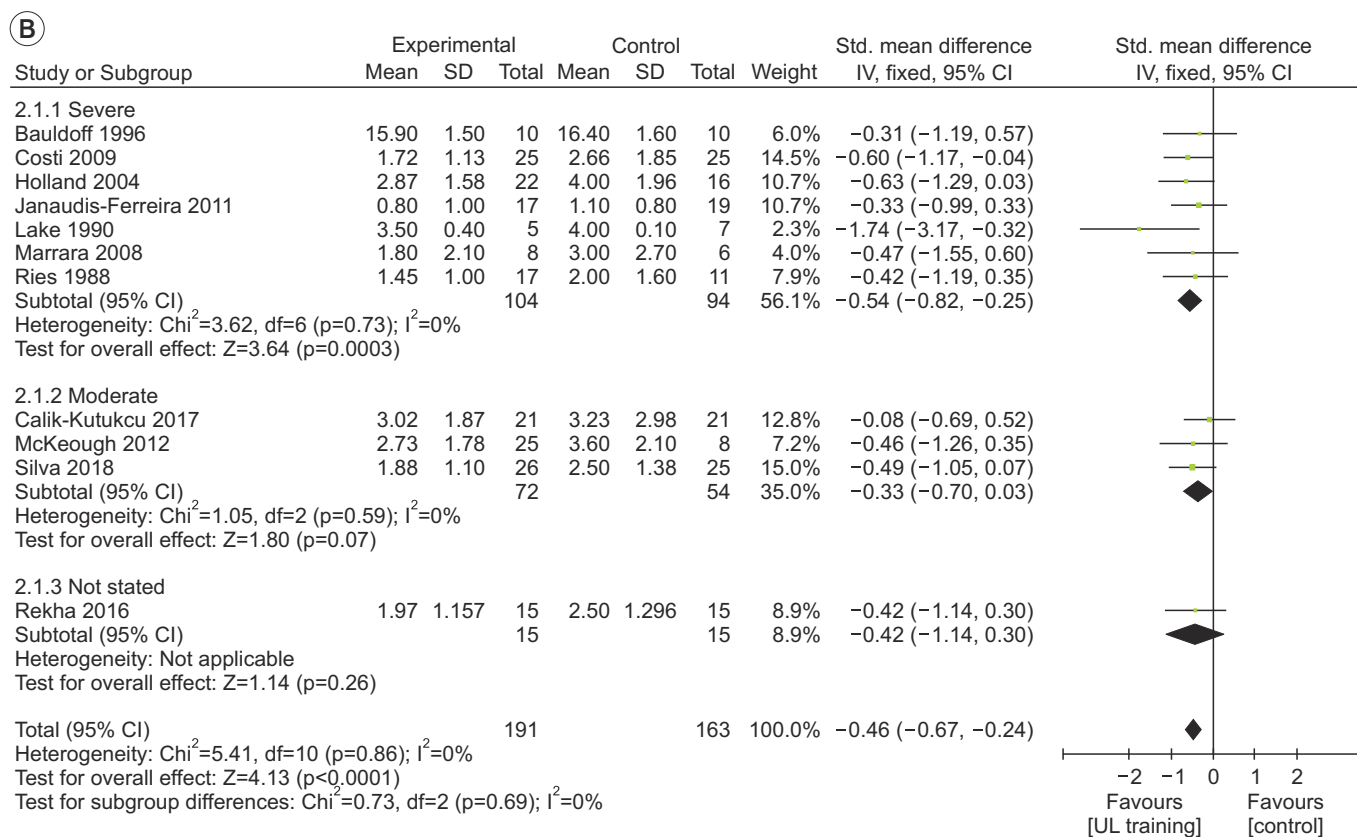 B
Experimental Control Std. mean difference Std. mean difference
Study or Subgroup Mean SD Total Mean SD Total Weight IV, fixed, 95% CI IV, fixed, 95% CI
2.1.1 Severe
Bauldoff 1996 15.90 1.50 10 16.40 1.60 10 6.0% −0.31 (−1.19, 0.57)
Costi 2009 1.72 1.13 25 2.66 1.85 25 14.5% −0.60 (−1.17, −0.04)
Holland 2004 2.87 1.58 22 4.00 1.96 16 10.7% −0.63 (−1.29, 0.03)
Janaudis-Ferreira 2011 0.80 1.00 17 1.10 0.80 19 10.7% −0.33 (−0.99, 0.33)
Lake 1990 3.50 0.40 5 4.00 0.10 7 2.3% −1.74 (−3.17, −0.32)
Marrara 2008 1.80 2.10 8 3.00 2.70 6 4.0% −0.47 (−1.55, 0.60)
Ries 1988 1.45 1.00 17 2.00 1.60 11 7.9% −0.42 (−1.19, 0.35)
Subtotal (95% CI) 104 94 56.1% −0.54 (−0.82, −0.25)
Heterogeneity: Chi²=3.62, df=6 (p=0.73); I²=0%
Test for overall effect: Z=3.64 (p=0.0003)
2.1.2 Moderate
Calik-Kutukcu 2017 3.02 1.87 21 3.23 2.98 21 12.8% −0.08 (−0.69, 0.52)
McKeough 2012 2.73 1.78 25 3.60 2.10 8 7.2% −0.46 (−1.26, 0.35)
Silva 2018 1.88 1.10 26 2.50 1.38 25 15.0% −0.49 (−1.05, 0.07)
Subtotal (95% CI) 72 54 35.0% −0.33 (−0.70, 0.03)
Heterogeneity: Chi²=1.05, df=2 (p=0.59); I²=0%
Test for overall effect: Z=1.80 (p=0.07)
2.1.3 Not stated
Rekha 2016 1.97 1.157 15 2.50 1.296 15 8.9% −0.42 (−1.14, 0.30)
Subtotal (95% CI) 15 15 8.9% −0.42 (−1.14, 0.30)
Heterogeneity: Not applicable
Test for overall effect: Z=1.14 (p=0.26)
Total (95% CI) 191 163 100.0% −0.46 (−0.67, −0.24)
Heterogeneity: Chi²=5.41, df=10 (p=0.86); I²=0%
Test for overall effect: Z=4.13 (p<0.0001)
Test for subgroup differences: Chi²=0.73, df=2 (p=0.69); I²=0%
−2 −1 0 1 2
Favours Favours
[UL training] [control]